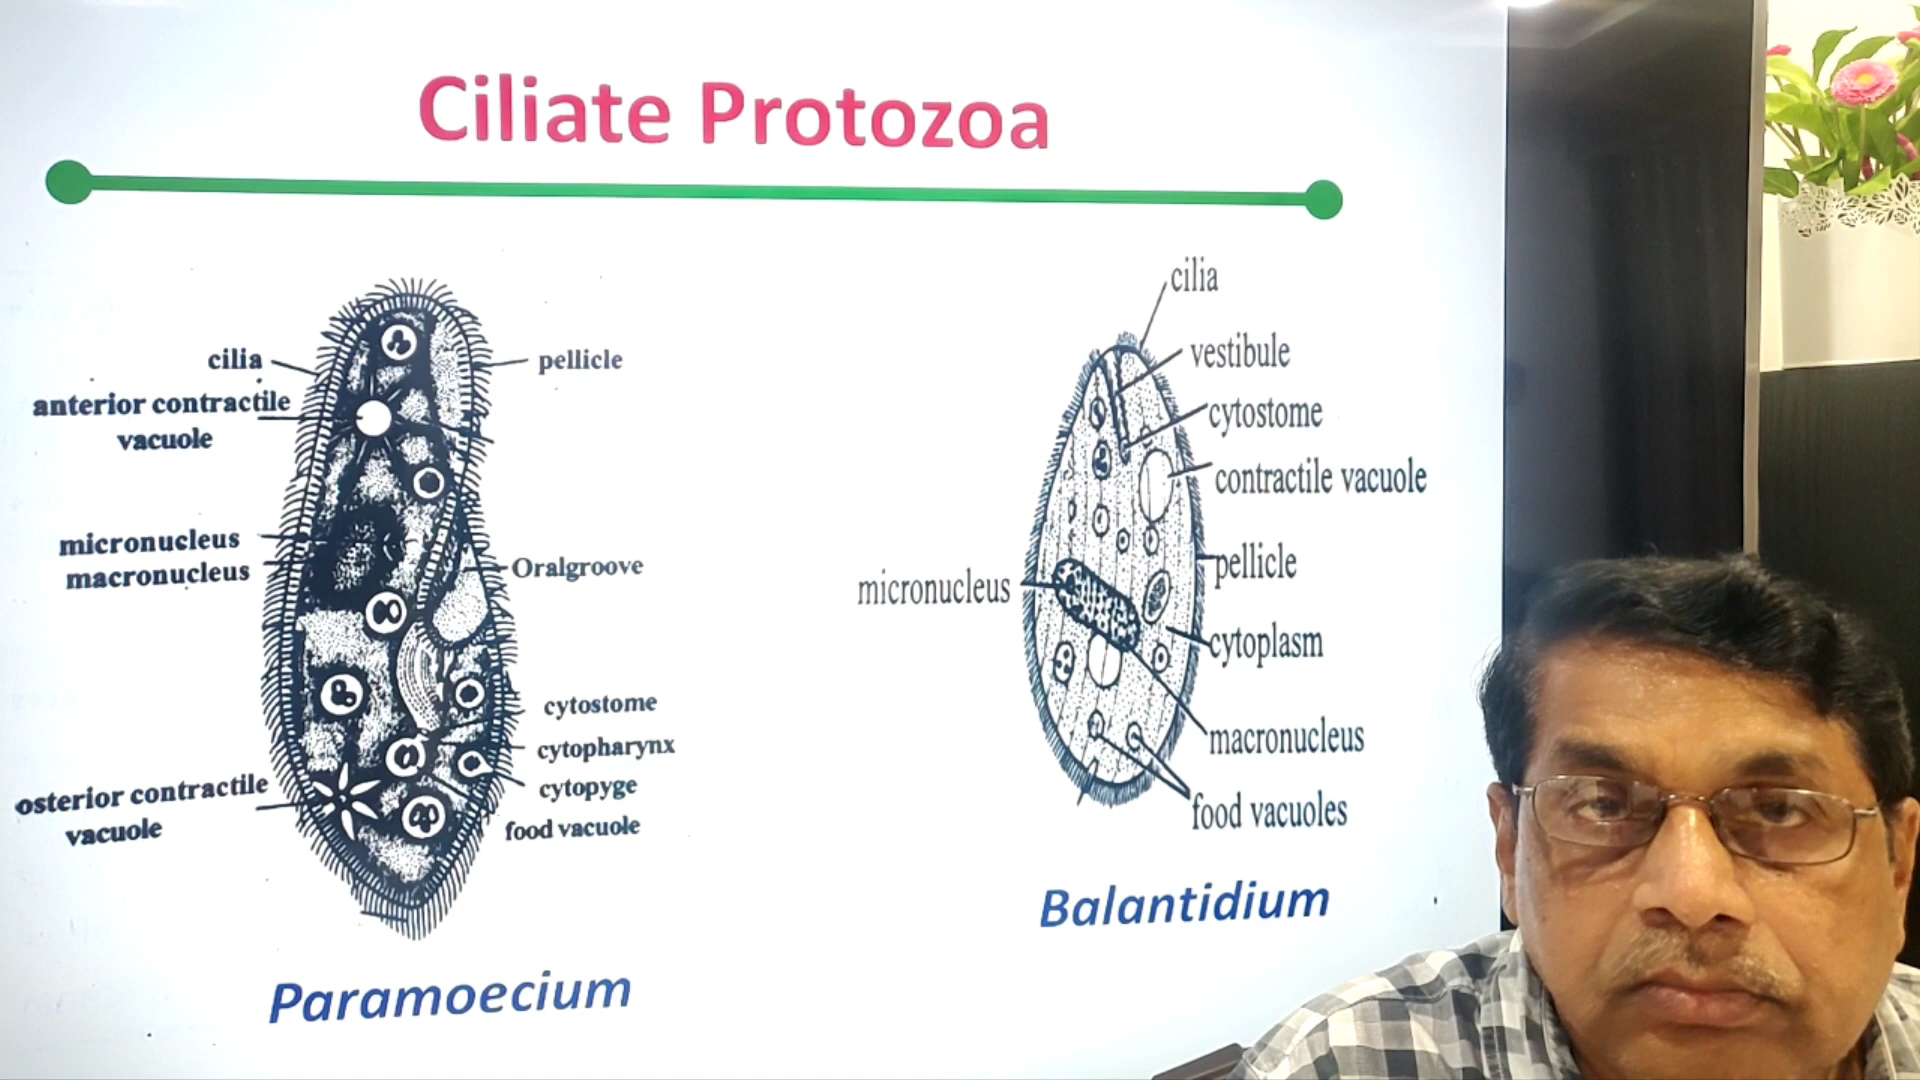 Ciliate Protozoa
cilia
pellicle
anterior contractile
vacuole
micronucleus
macronucleus
Oralgroove
cytostome
cytopharynx
cytopyge
food vacuole
osterior contractile
vacuole
Paramoecium
cilia
vestibule
cytostome
contractile vacuole
pellicle
micronucleus
cytoplasm
macronucleus
food vacuoles
Balantidium